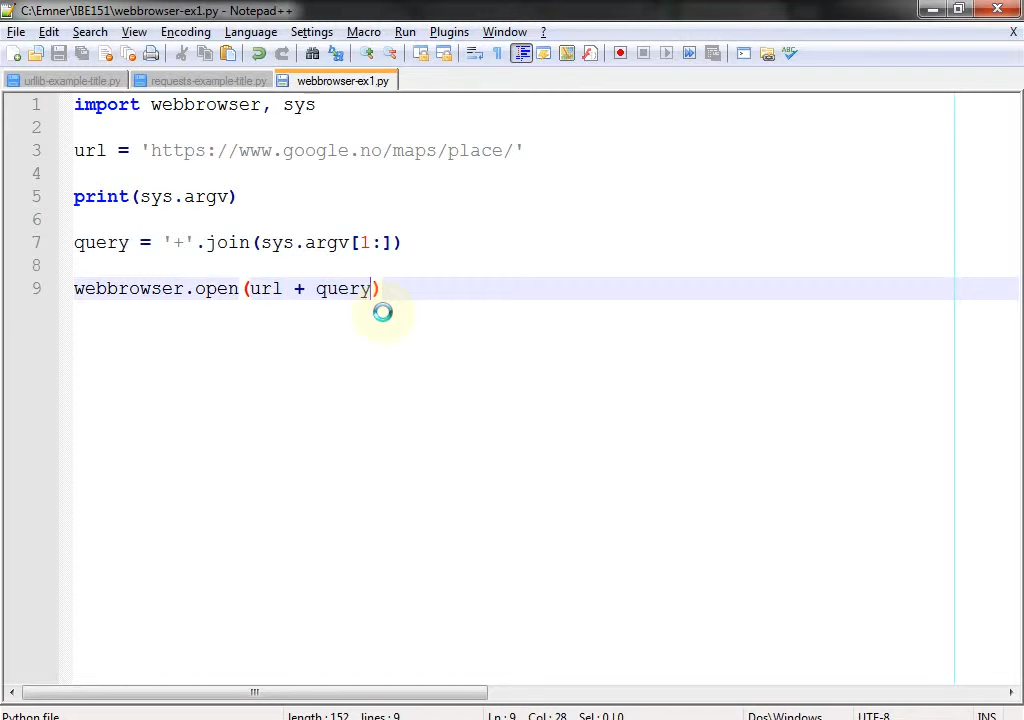 C:\Emner\IBE151\webbrowser-ex1.py - Notepad++
File Edit Search View Encoding Language Settings Macro Run Plugins Window ? X
urllib-example-title.py requests-example-title.py webbrowser-ex1.py
1 import webbrowser, sys
2
3 url = 'https://www.google.no/maps/place/'
4
5 print(sys.argv)
6
7 query = '+'.join(sys.argv[1:])
8
9 webbrowser.open(url + query)
Python file length : 152 lines : 9 Ln : 9 Col : 28 Sel : 0 | 0 Dos\Windows UTF-8 INS